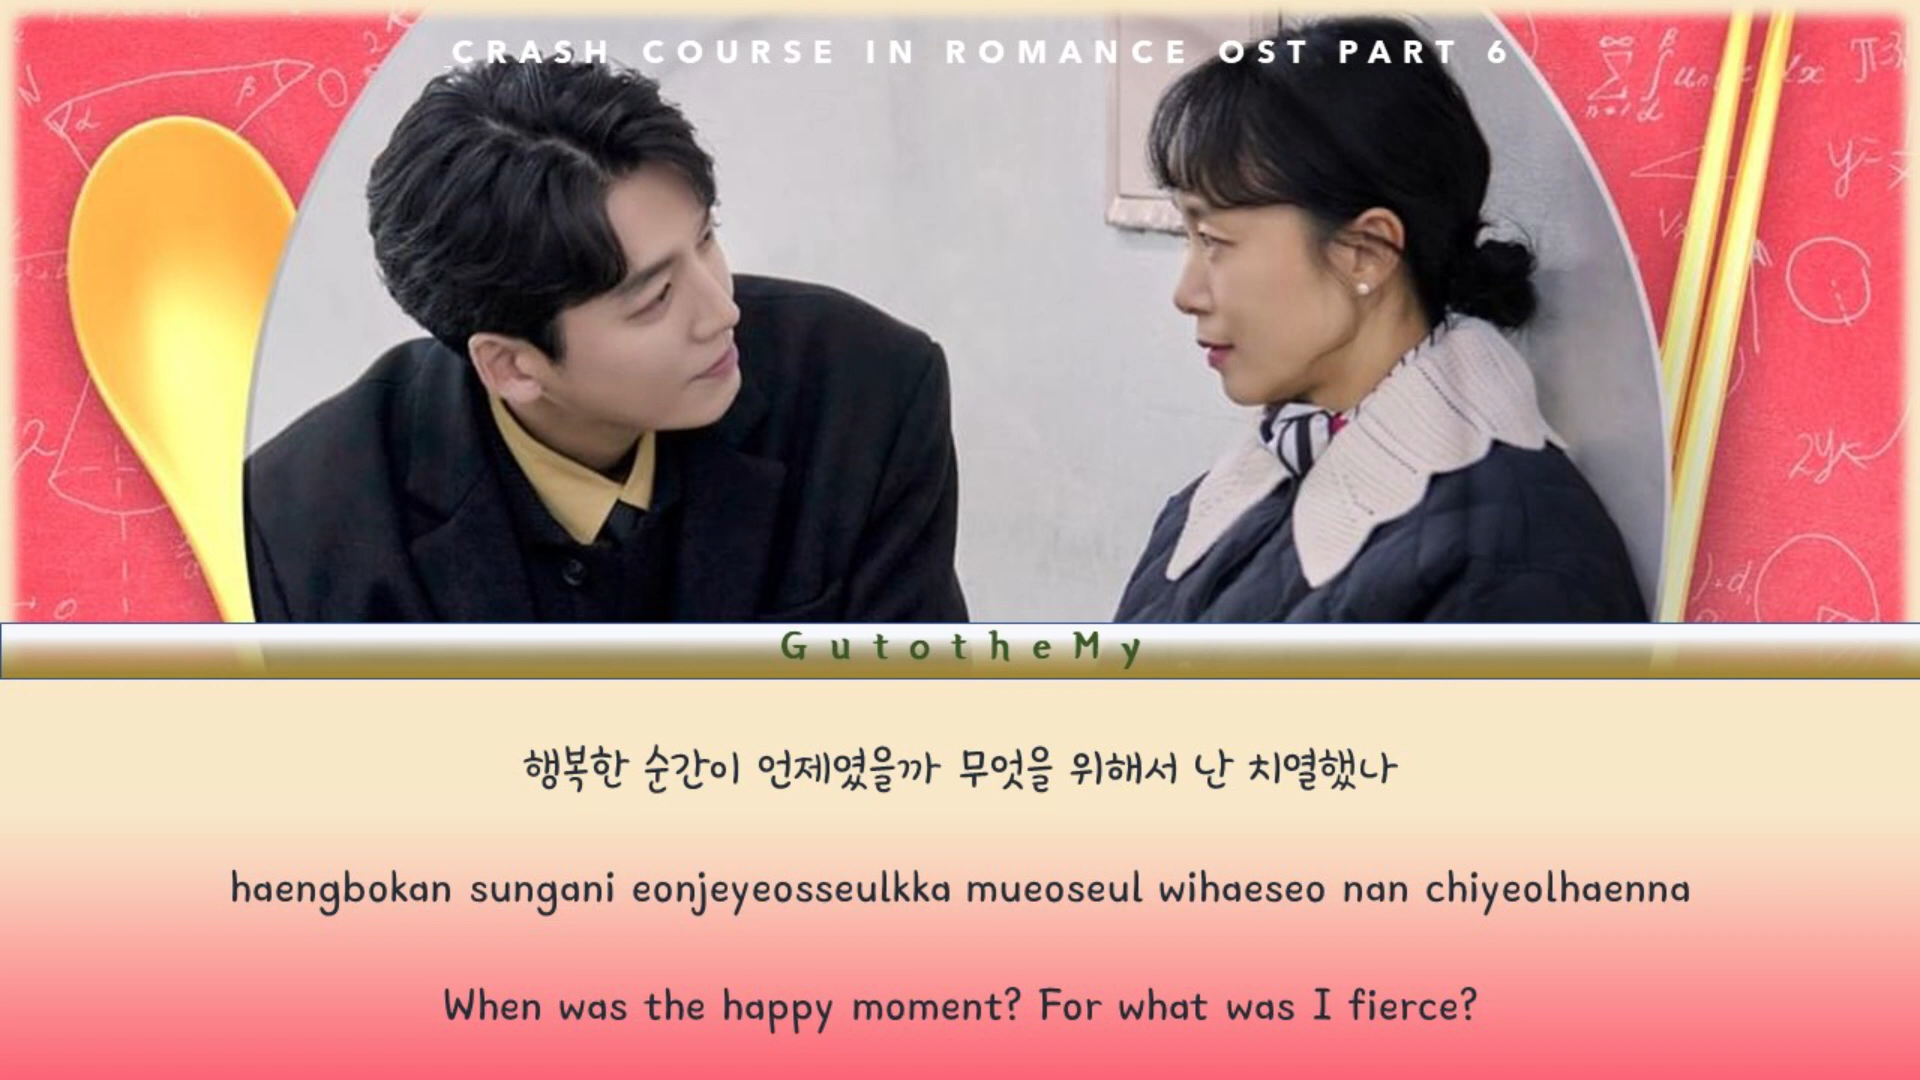 CRASH COURSE IN ROMANCE OST PART 6
GutotheMy
행복한 순간이 언제였을까 무엇을 위해서 난 치열했나
haengbokan sungani eonjeyeosseulkka mueoseul wihaeseo nan chiyeolhaenna
When was the happy moment? For what was I fierce?